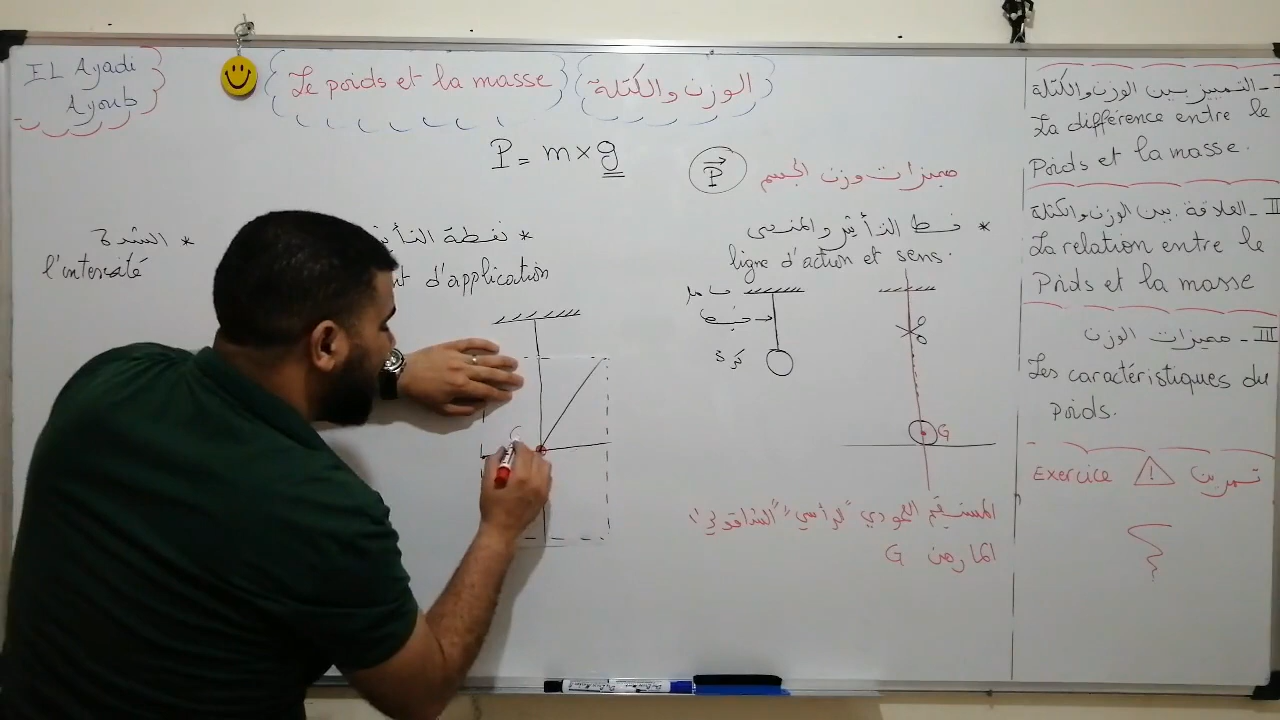 IL Ayadi
Ayoub
Le poids et la masse
الوزن والكتلة
P = m × g
P⃗
مميزات وزن الجسم
* الشدة
l'intensité
* نقطة التأ
nt d'application
* خط التأثير والمنحى
ligne d'action et sens.
حامل
خيط
كرة
G
G
المستقيم العمودي "الرأسي" "الشاقولي"
المار من G
I - التمييز بين الوزن والكتلة
La différence entre le
Poids et la masse.
II - العلاقة بين الوزن والكتلة
La relation entre le
Poids et la masse
III - مميزات الوزن
Les caractéristiques du
Poids.
Exercice ! تمرين